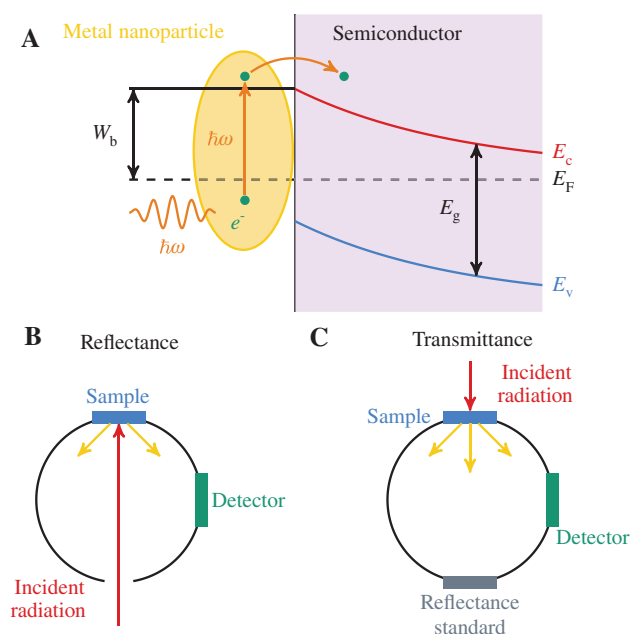 A
Metal nanoparticle
Semiconductor
W_b
ħω
E_c
E_F
E_g
e^-
ħω
E_v
B
Reflectance
Sample
Detector
Incident
radiation
C
Transmittance
Incident
radiation
Sample
Detector
Reflectance
standard